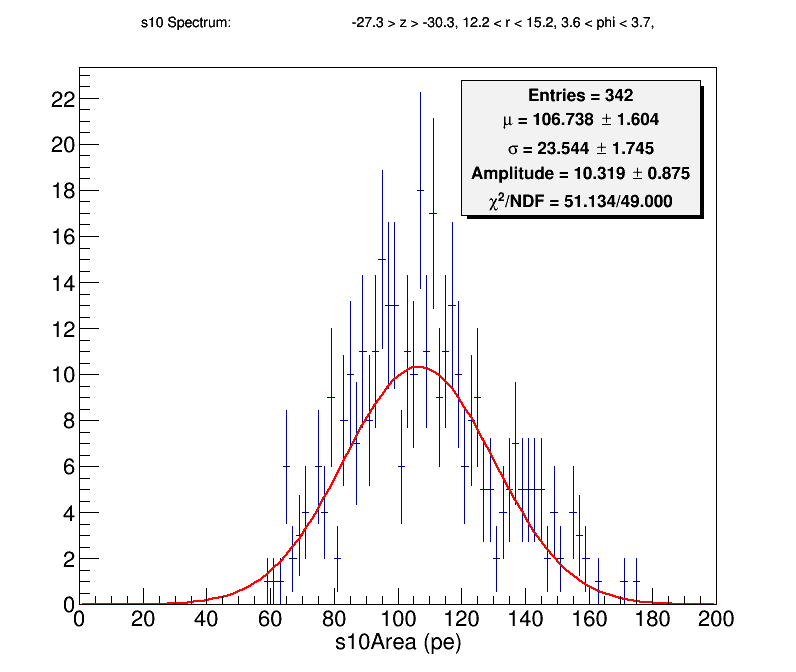 s10 Spectrum: -27.3 > z > -30.3, 12.2 < r < 15.2, 3.6 < phi < 3.7,
Entries = 342
μ = 106.738 ± 1.604
σ = 23.544 ± 1.745
Amplitude = 10.319 ± 0.875
χ²/NDF = 51.134/49.000
22
20
18
16
14
12
10
8
6
4
2
0
0 20 40 60 80 100 120 140 160 180 200
s10Area (pe)